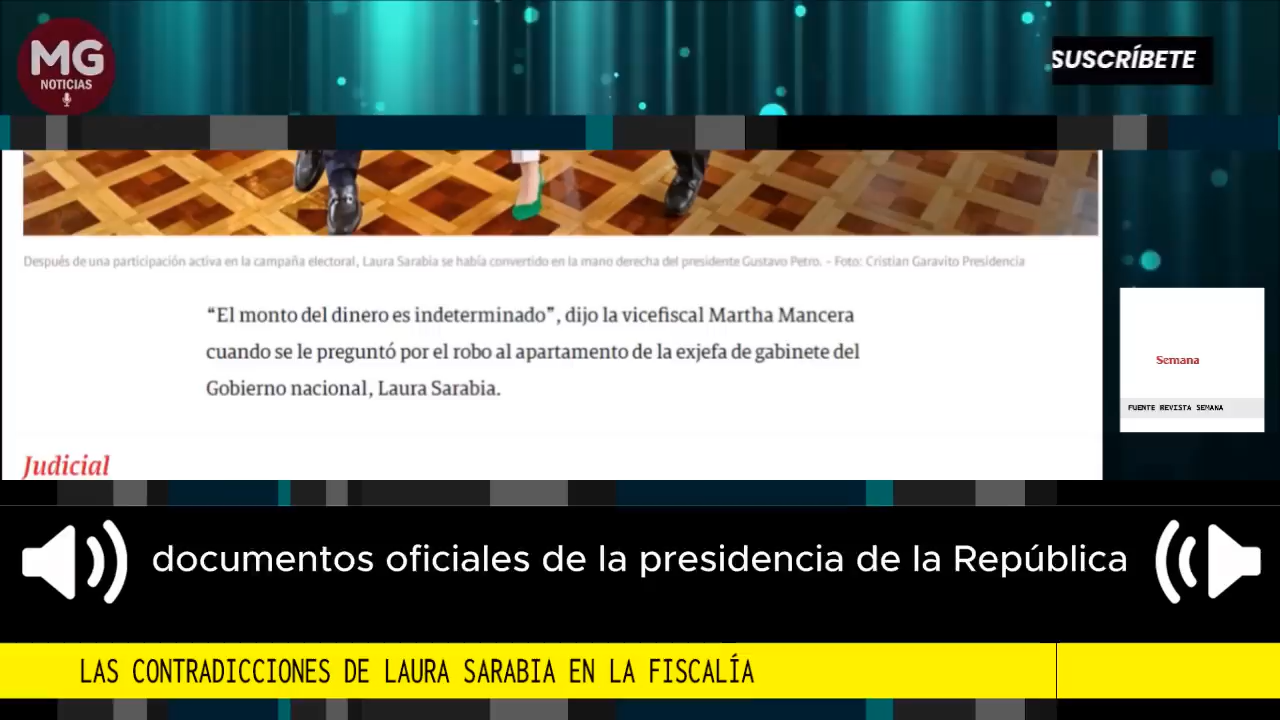 MG
NOTICIAS
SUSCRÍBETE
Después de una participación activa en la campaña electoral, Laura Sarabia se había convertido en la mano derecha del presidente Gustavo Petro. - Foto: Cristian Garavito Presidencia
“El monto del dinero es indeterminado”, dijo la vicefiscal Martha Mancera
cuando se le preguntó por el robo al apartamento de la exjefa de gabinete del
Gobierno nacional, Laura Sarabia.
Semana
FUENTE REVISTA SEMANA
Judicial
documentos oficiales de la presidencia de la República
LAS CONTRADICCIONES DE LAURA SARABIA EN LA FISCALÍA